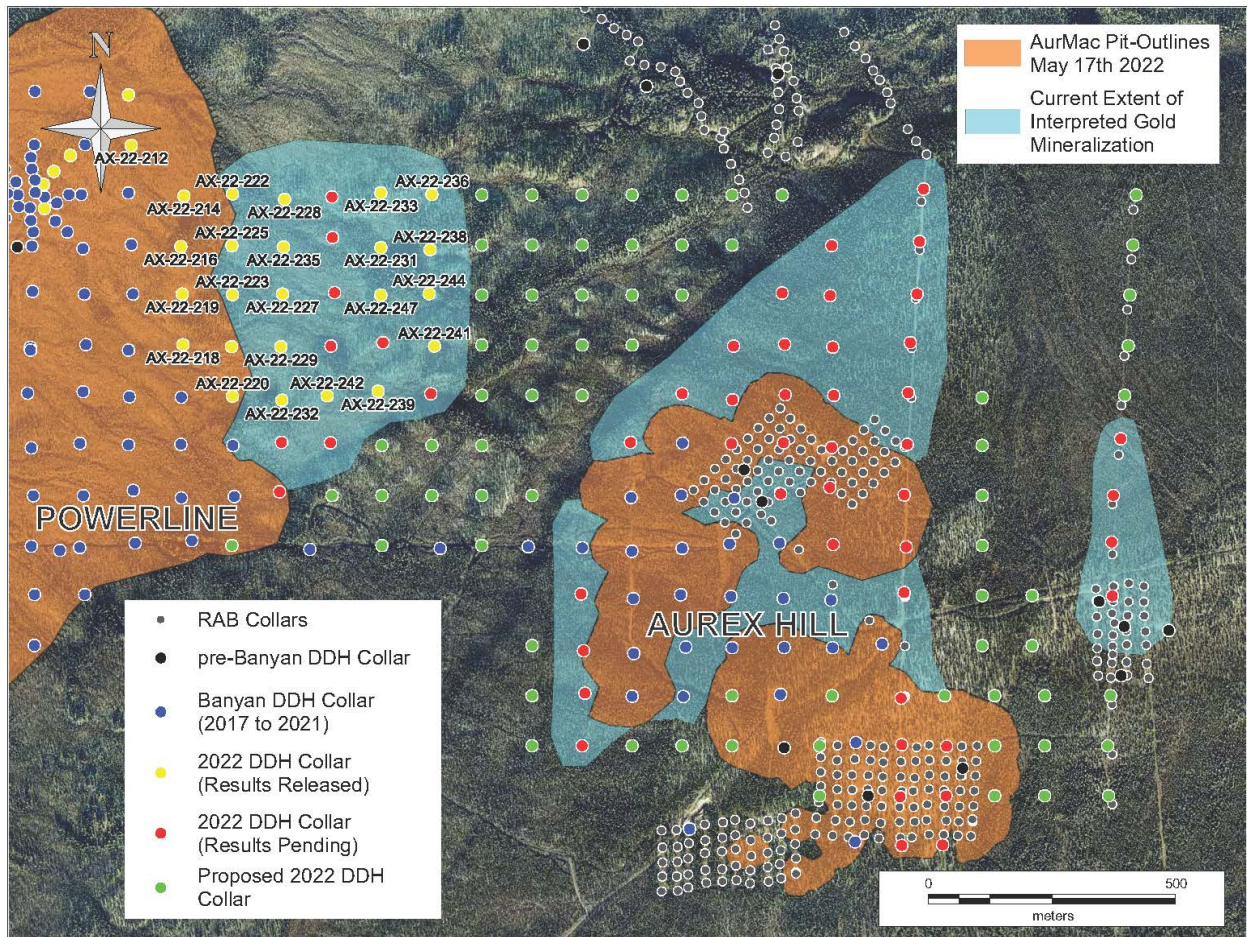 N
AurMac Pit-Outlines
May 17th 2022
Current Extent of
Interpreted Gold
Mineralization
AX-22-212
AX-22-222
AX-22-236
AX-22-214
AX-22-228
AX-22-233
AX-22-225
AX-22-238
AX-22-216
AX-22-235
AX-22-231
AX-22-223
AX-22-244
AX-22-219
AX-22-227
AX-22-247
AX-22-241
AX-22-218
AX-22-229
AX-22-220
AX-22-242
AX-22-232
AX-22-239
POWERLINE
AUREX HILL
RAB Collars
pre-Banyan DDH Collar
Banyan DDH Collar
(2017 to 2021)
2022 DDH Collar
(Results Released)
2022 DDH Collar
(Results Pending)
Proposed 2022 DDH
Collar
0 500
meters